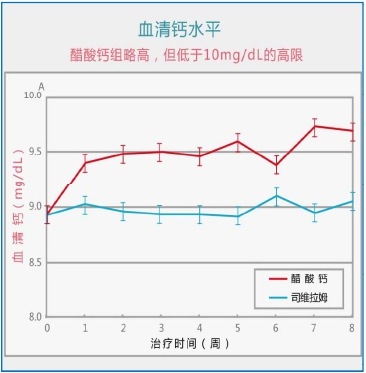 血清钙水平
醋酸钙组略高，但低于10mg/dL的高限
A
10.0
9.5
9.0
8.5
8.0
血清钙（mg/dL）
0 1 2 3 4 5 6 7 8
治疗时间（周）
醋酸钙
司维拉姆